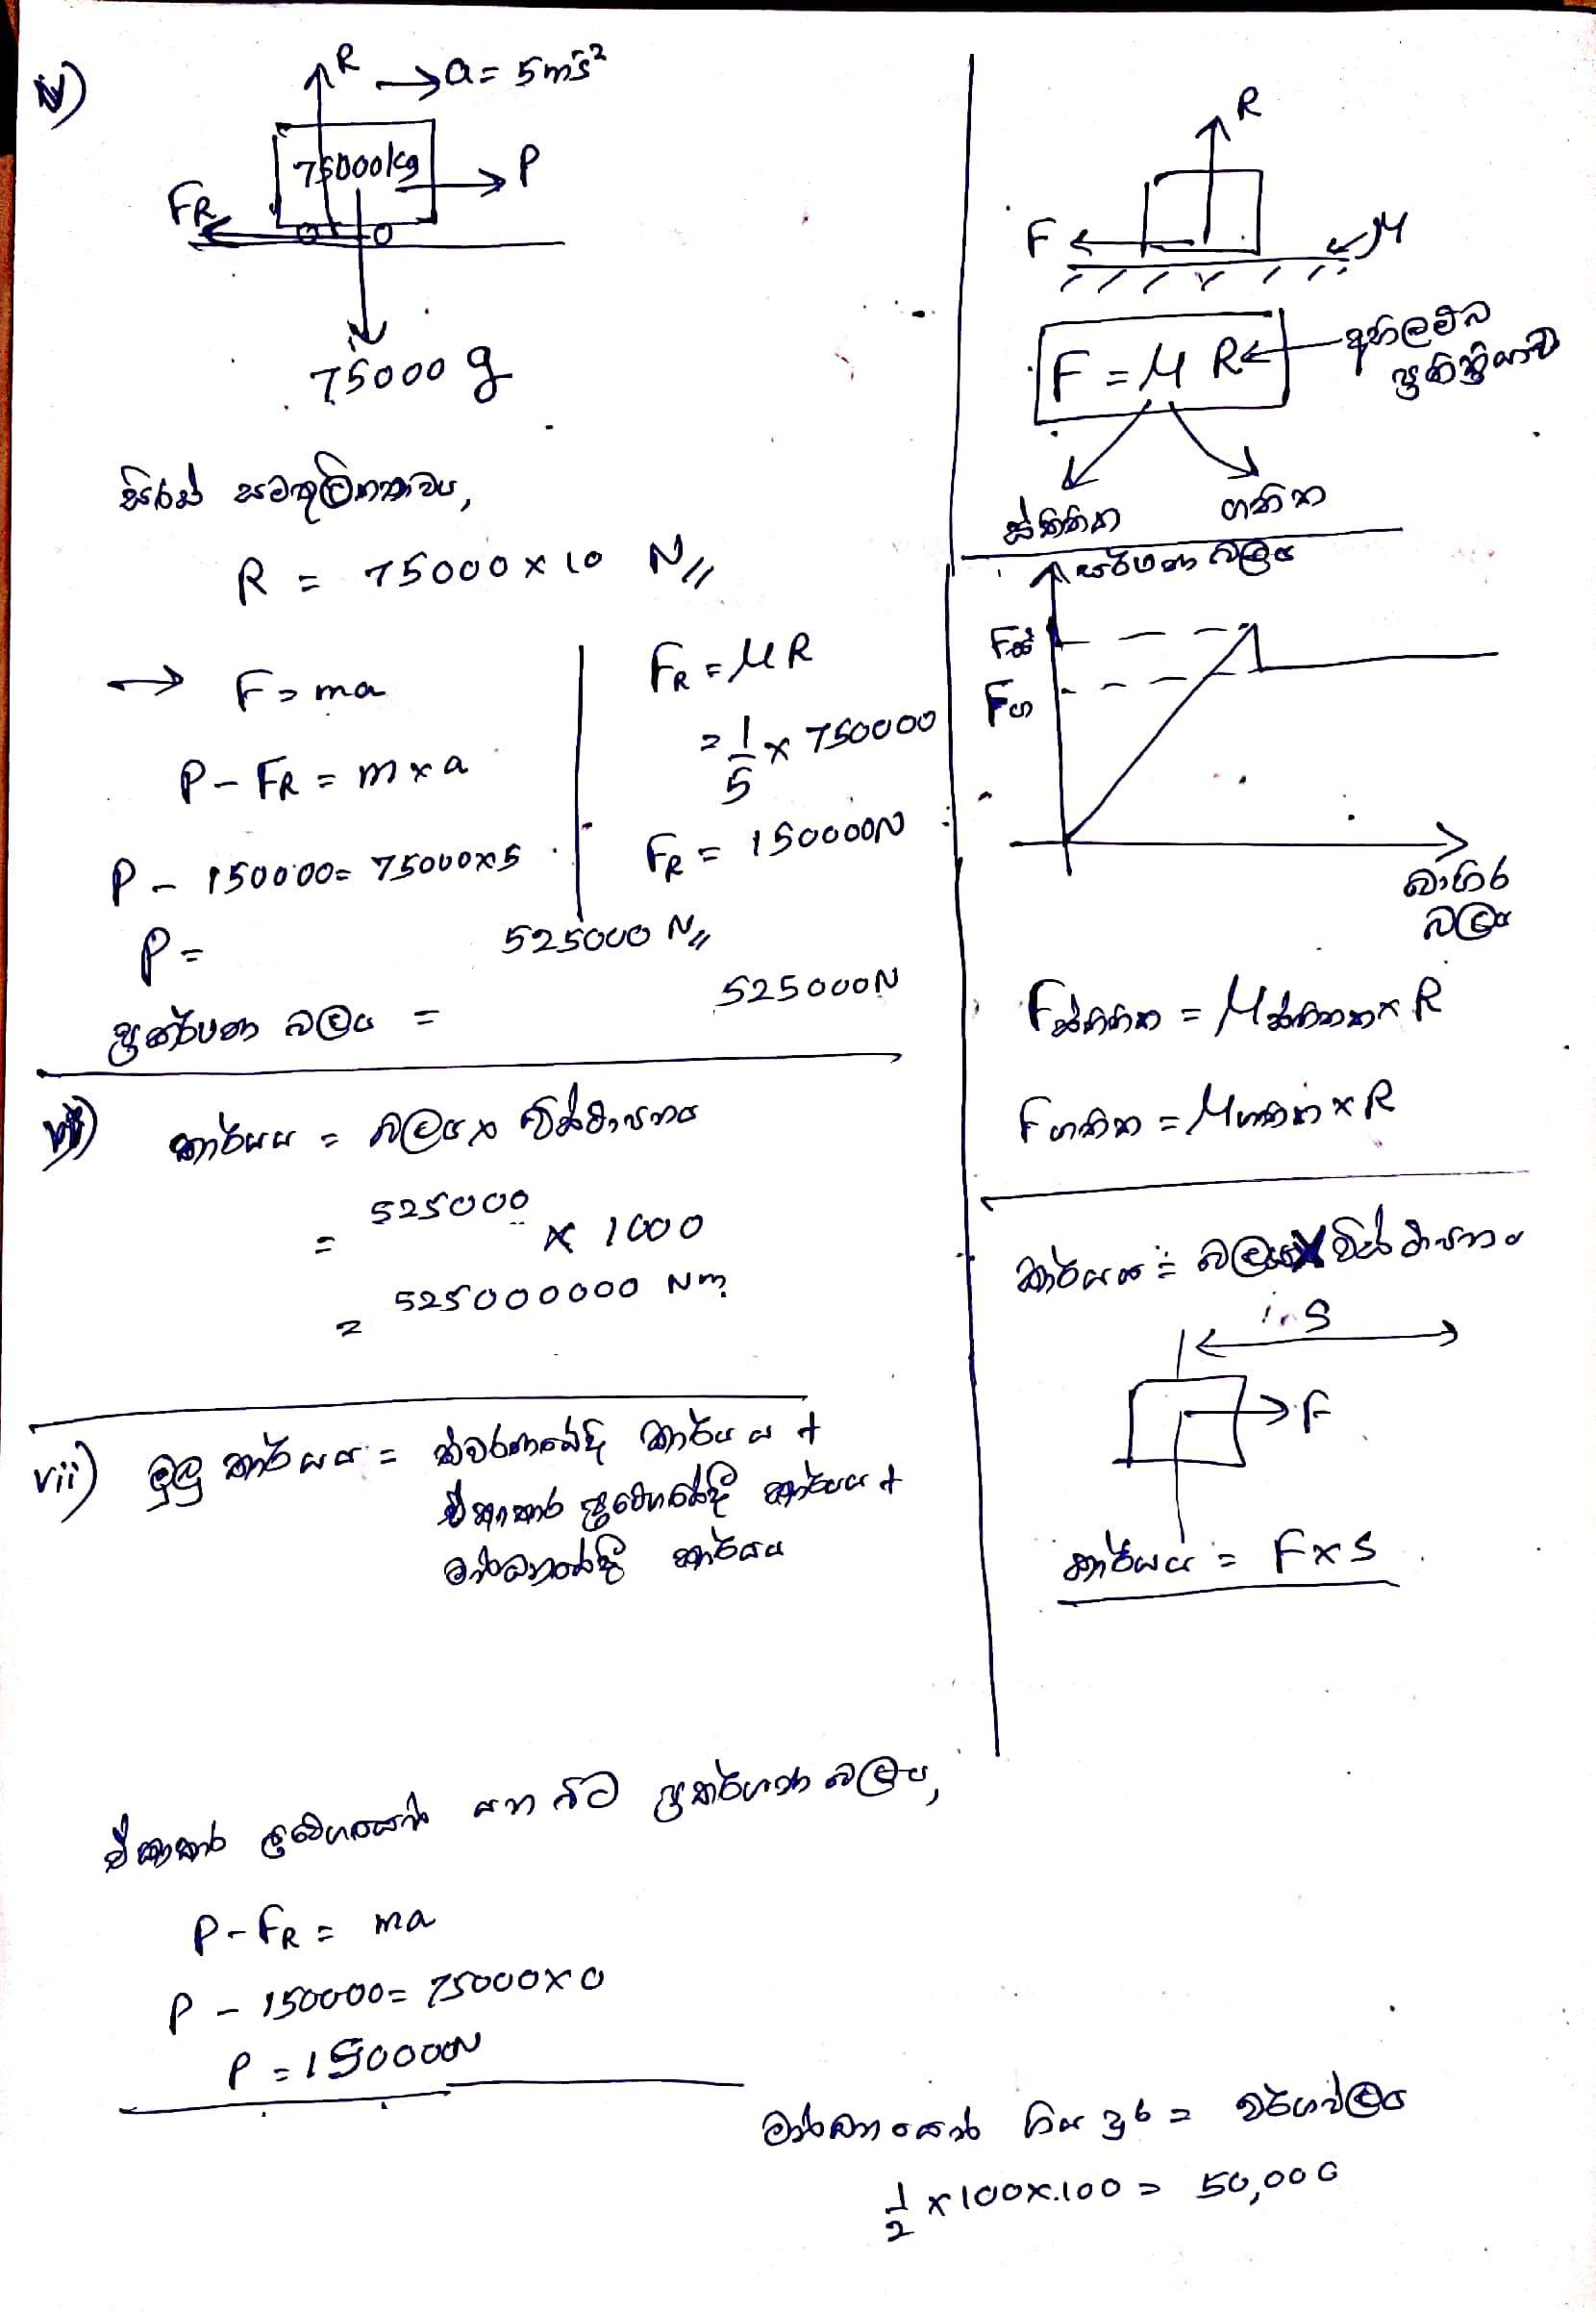 iv)
R → a = 5 ms⁻²
75000kg
P
FR
75000 g
සිරස් සමතුලිතතාවය,
R = 75000 × 10 N//
→ F = ma
P - FR = m × a
P - 150000 = 75000×5
P = 525000 N//
ප්‍රකර්ෂණ බලය = 525000N
FR = μR
= 1/5 × 750000
FR = 150000N
vi) කාර්යය = බලය × විස්ථාපනය
= 525000 × 1000
= 525000000 Nm
vii) මුලු කාර්යය = ත්වරණයේදී කාර්යය +
ඒකාකාර ප්‍රවේගයේදී කාර්යය +
මන්දනයේදී කාර්යය
ඒකාකාර ප්‍රවේගයෙන් යන විට ප්‍රකර්ෂණ බලය,
P - FR = ma
P - 150000 = 75000×0
P = 150000N
R
F
μ
F = μ R
අභිලම්බ
ප්‍රතික්‍රියාව
ස්ථිතික
ගතික
ඝර්ෂණ බලය
Fස්
Fග
බාහිර
බලය
Fස්ථිතික = μස්ථිතික × R
Fගතික = μගතික × R
කාර්යය = බලය × විස්ථාපනය
S
F
කාර්යය = F×S
මන්දනයෙන් ගිය දුර = වර්ගඵලය
1/2 × 100×100 = 50,000